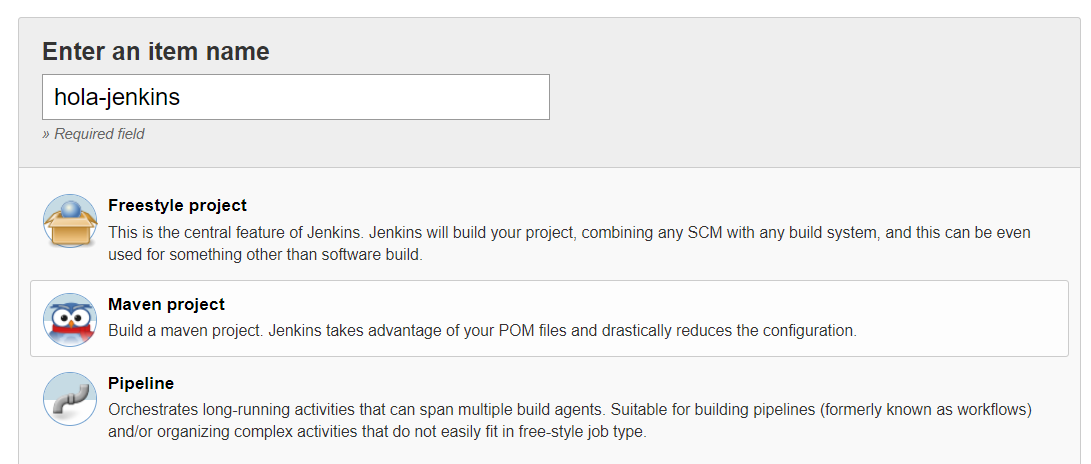 Enter an item name
hola-jenkins
» Required field
Freestyle project
This is the central feature of Jenkins. Jenkins will build your project, combining any SCM with any build system, and this can be even
used for something other than software build.
Maven project
Build a maven project. Jenkins takes advantage of your POM files and drastically reduces the configuration.
Pipeline
Orchestrates long-running activities that can span multiple build agents. Suitable for building pipelines (formerly known as workflows)
and/or organizing complex activities that do not easily fit in free-style job type.